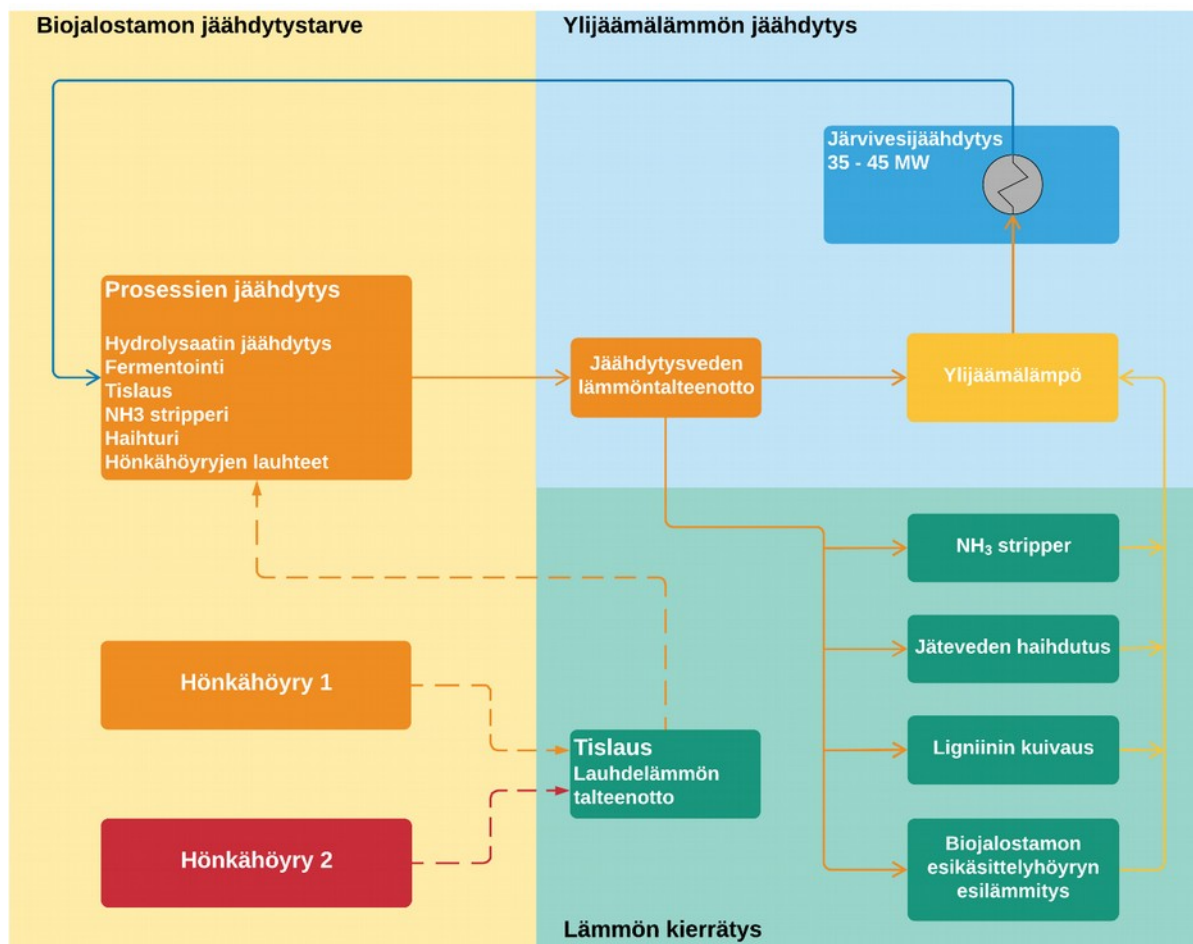 Biojalostamon jäähdytystarve
Ylijäämälämmön jäähdytys
Järvivesijäähdytys
35 - 45 MW
Prosessien jäähdytys
Hydrolysaatin jäähdytys
Fermentointi
Tislaus
NH3 stripperi
Haihturi
Hönkähöyryjen lauhteet
Jäähdytysveden
lämmöntalteenotto
Ylijäämälämpö
NH₃ stripper
Jäteveden haihdutus
Ligniinin kuivaus
Biojalostamon
esikäsittelyhöyryn
esilämmitys
Hönkähöyry 1
Hönkähöyry 2
Tislaus
Lauhdelämmön
talteenotto
Lämmön kierrätys